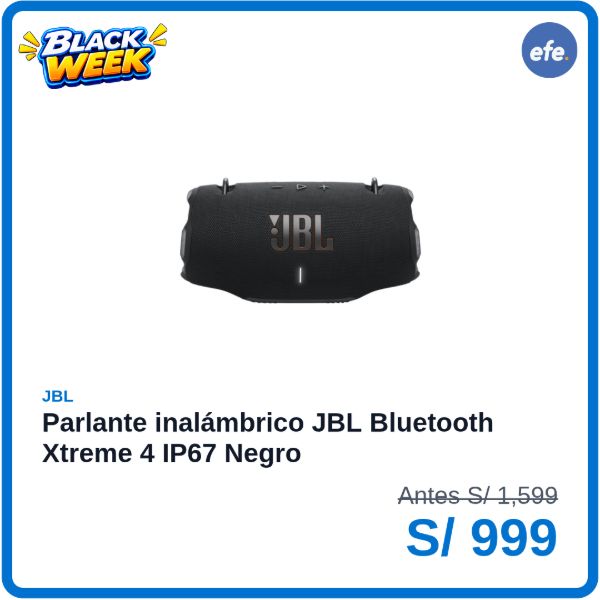 BLACK
WEEK
efe.
JBL
JBL
Parlante inalámbrico JBL Bluetooth
Xtreme 4 IP67 Negro
Antes S/ 1,599
S/ 999